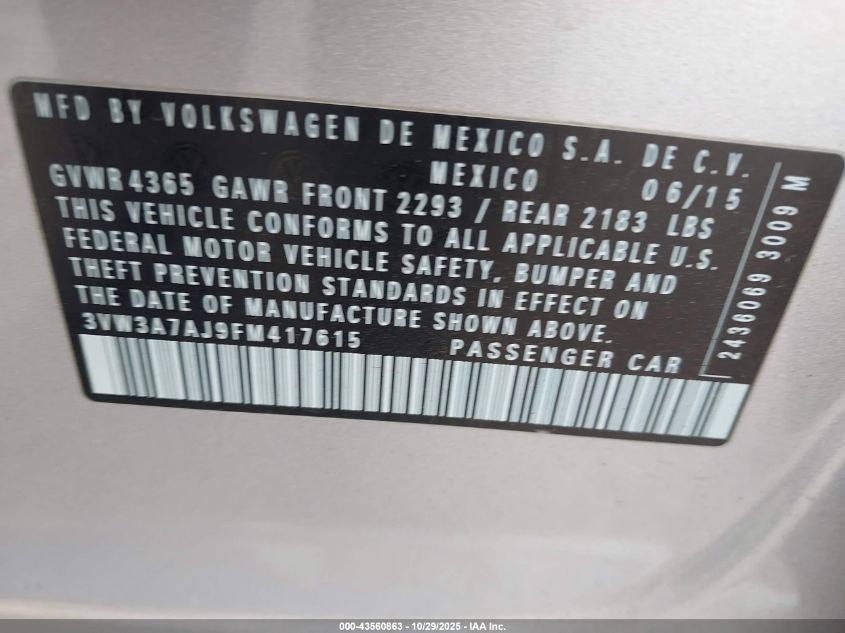 MFD BY VOLKSWAGEN DE MEXICO S.A. DE C.V.
MEXICO 06/15
GVWR 4365 GAWR FRONT 2293 / REAR 2183 LBS
THIS VEHICLE CONFORMS TO ALL APPLICABLE U.S.
FEDERAL MOTOR VEHICLE SAFETY, BUMPER AND
THEFT PREVENTION STANDARDS IN EFFECT ON
THE DATE OF MANUFACTURE SHOWN ABOVE.
3VW3A7AJ9FM417615 PASSENGER CAR
2436069 3009 M
000-43560863 - 10/29/2025 - IAA Inc.